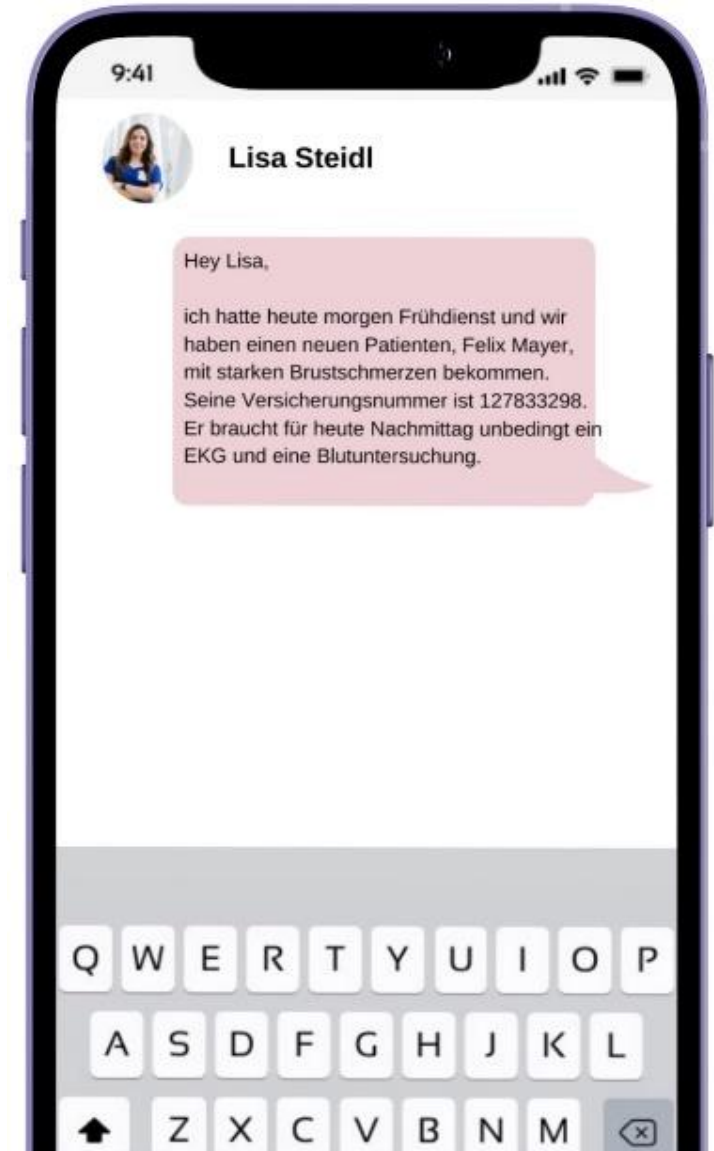 9:41
Lisa Steidl
Hey Lisa,
ich hatte heute morgen Frühdienst und wir
haben einen neuen Patienten, Felix Mayer,
mit starken Brustschmerzen bekommen.
Seine Versicherungsnummer ist 127833298.
Er braucht für heute Nachmittag unbedingt ein
EKG und eine Blutuntersuchung.
Q W E R T Y U I O P
A S D F G H J K L
Z X C V B N M